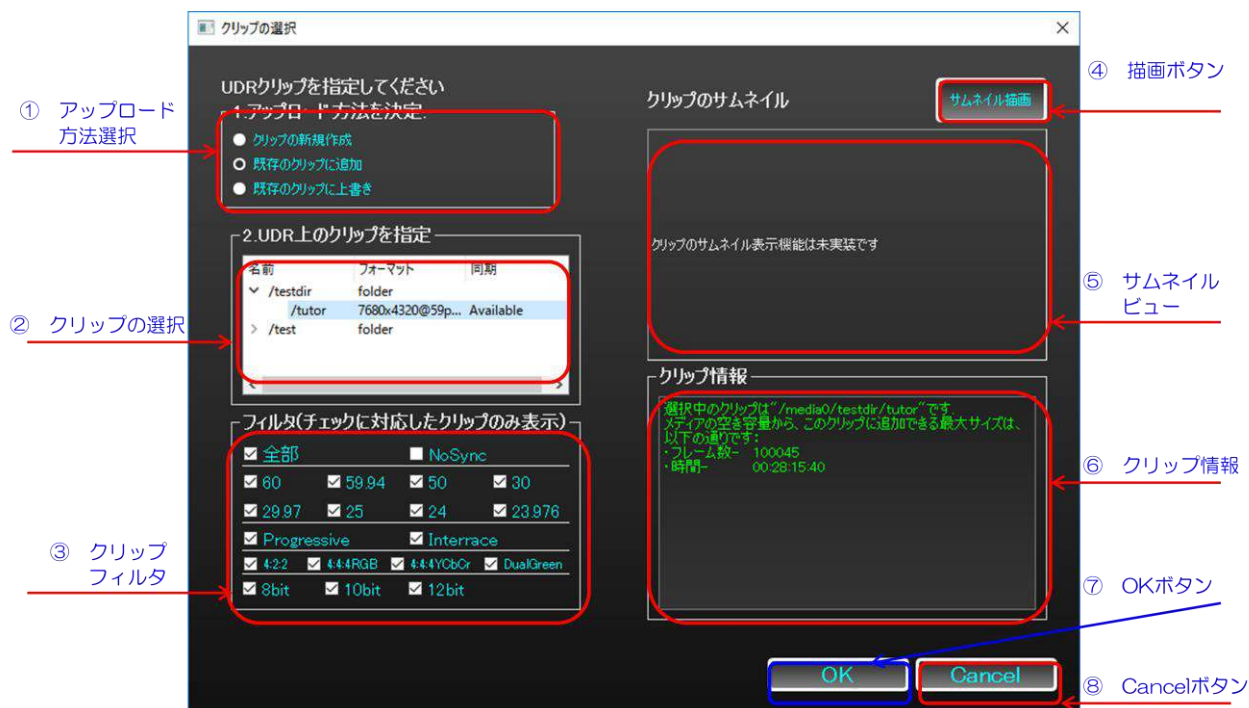 クリップの選択
① アップロード
方法選択
② クリップの選択
③ クリップ
フィルタ
UDRクリップを指定してください
1.アップロード方法を決定.
クリップの新規作成
既存のクリップに追加
既存のクリップに上書き
2.UDR上のクリップを指定
名前 フォーマット 同期
/testdir folder
/tutor 7680x4320@59p... Available
/test folder
フィルタ(チェックに対応したクリップのみ表示)
全部 NoSync
60 59.94 50 30
29.97 25 24 23.976
Progressive Interrace
4:2:2 4:4:4RGB 4:4:4YCbCr DualGreen
8bit 10bit 12bit
クリップのサムネイル
サムネイル描画
クリップのサムネイル表示機能は未実装です
クリップ情報
選択中のクリップは"/media0/testdir/tutor"です.
メディアの空き容量から、このクリップに追加できる最大サイズは、
以下の通りです:
・フレーム数- 100045
・時間- 00:28:15:40
OK Cancel
④ 描画ボタン
⑤ サムネイル
ビュー
⑥ クリップ情報
⑦ OKボタン
⑧ Cancelボタン